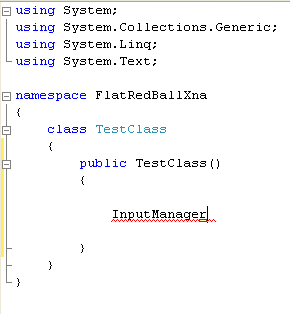 using System;
using System.Collections.Generic;
using System.Linq;
using System.Text;
namespace FlatRedBallXna
{
class TestClass
{
public TestClass()
{
InputManager
}
}
}